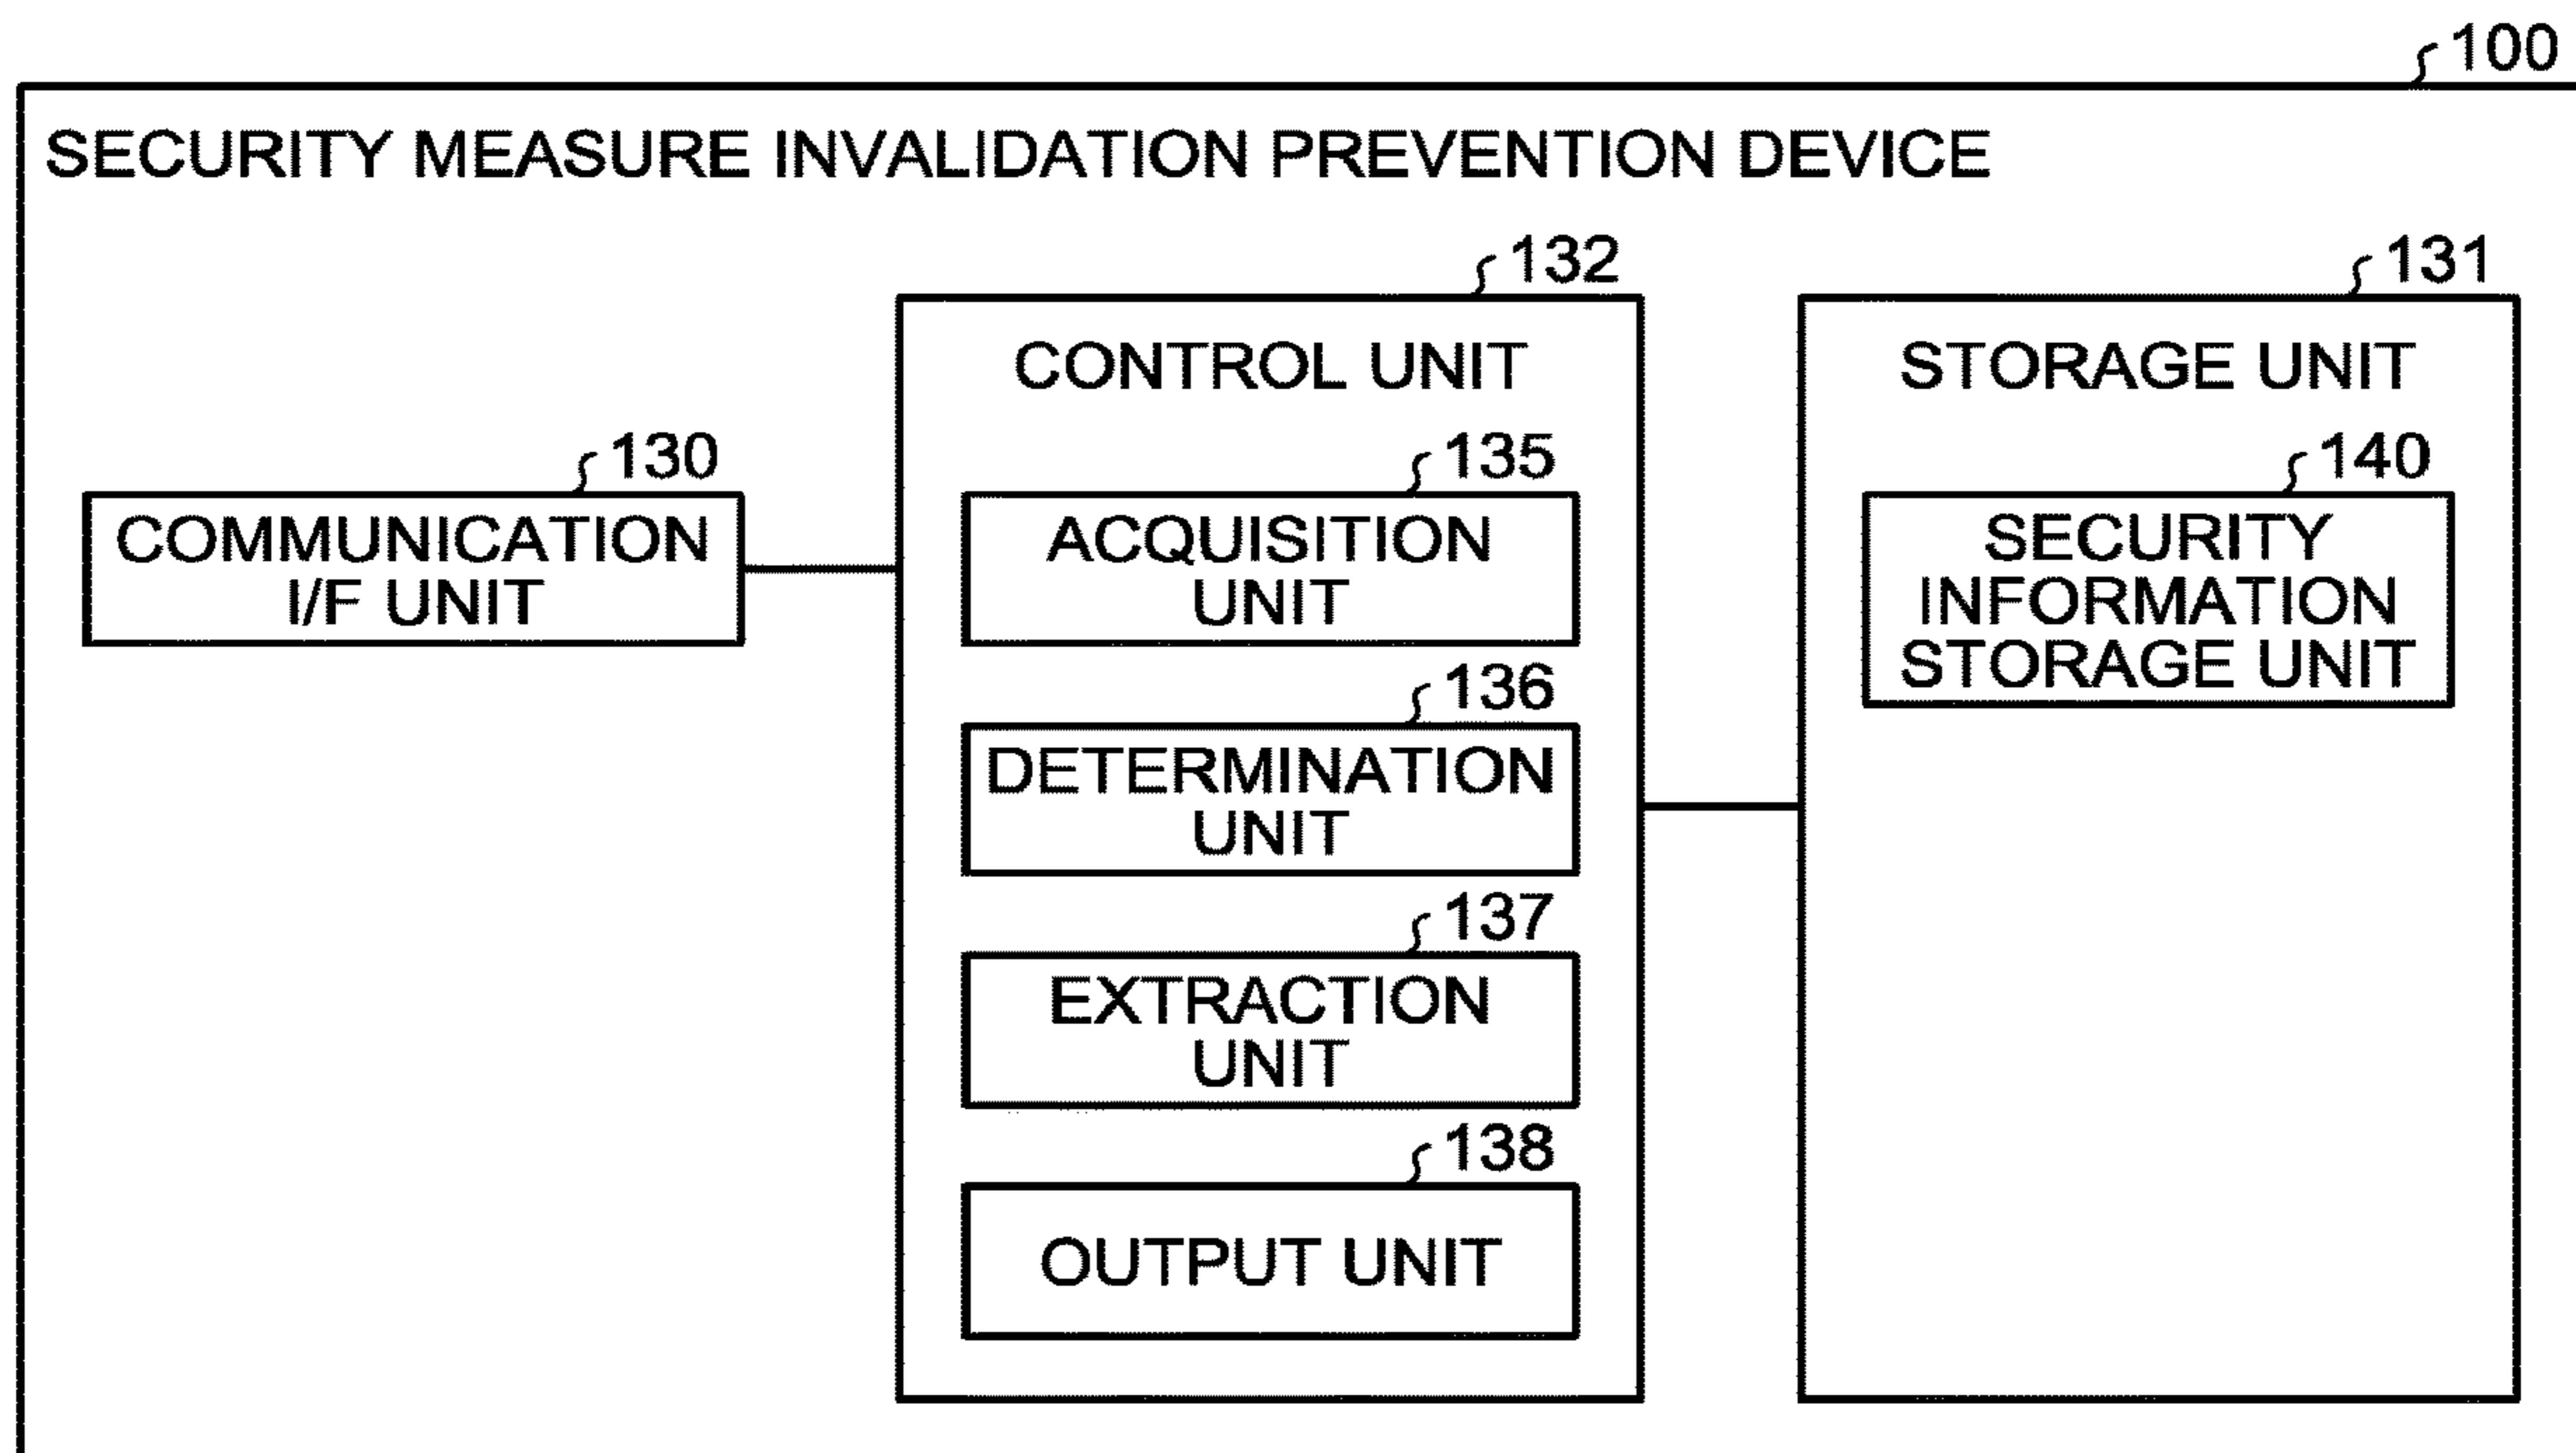 100
SECURITY MEASURE INVALIDATION PREVENTION DEVICE
130
COMMUNICATION
I/F UNIT
132
CONTROL UNIT
135
ACQUISITION
UNIT
136
DETERMINATION
UNIT
137
EXTRACTION
UNIT
138
OUTPUT UNIT
131
STORAGE UNIT
140
SECURITY
INFORMATION
STORAGE UNIT